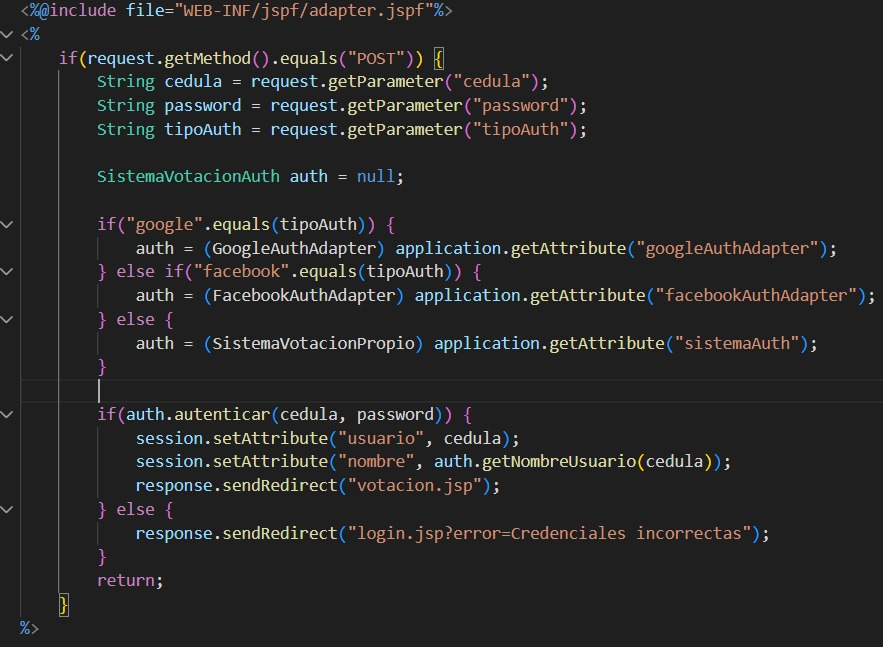 <%@include file="WEB-INF/jspf/adapter.jspf"%>
<%
    if(request.getMethod().equals("POST")) {
        String cedula = request.getParameter("cedula");
        String password = request.getParameter("password");
        String tipoAuth = request.getParameter("tipoAuth");

        SistemaVotacionAuth auth = null;

        if("google".equals(tipoAuth)) {
            auth = (GoogleAuthAdapter) application.getAttribute("googleAuthAdapter");
        } else if("facebook".equals(tipoAuth)) {
            auth = (FacebookAuthAdapter) application.getAttribute("facebookAuthAdapter");
        } else {
            auth = (SistemaVotacionPropio) application.getAttribute("sistemaAuth");
        }

        if(auth.autenticar(cedula, password)) {
            session.setAttribute("usuario", cedula);
            session.setAttribute("nombre", auth.getNombreUsuario(cedula));
            response.sendRedirect("votacion.jsp");
        } else {
            response.sendRedirect("login.jsp?error=Credenciales incorrectas");
        }
        return;
    }
%>